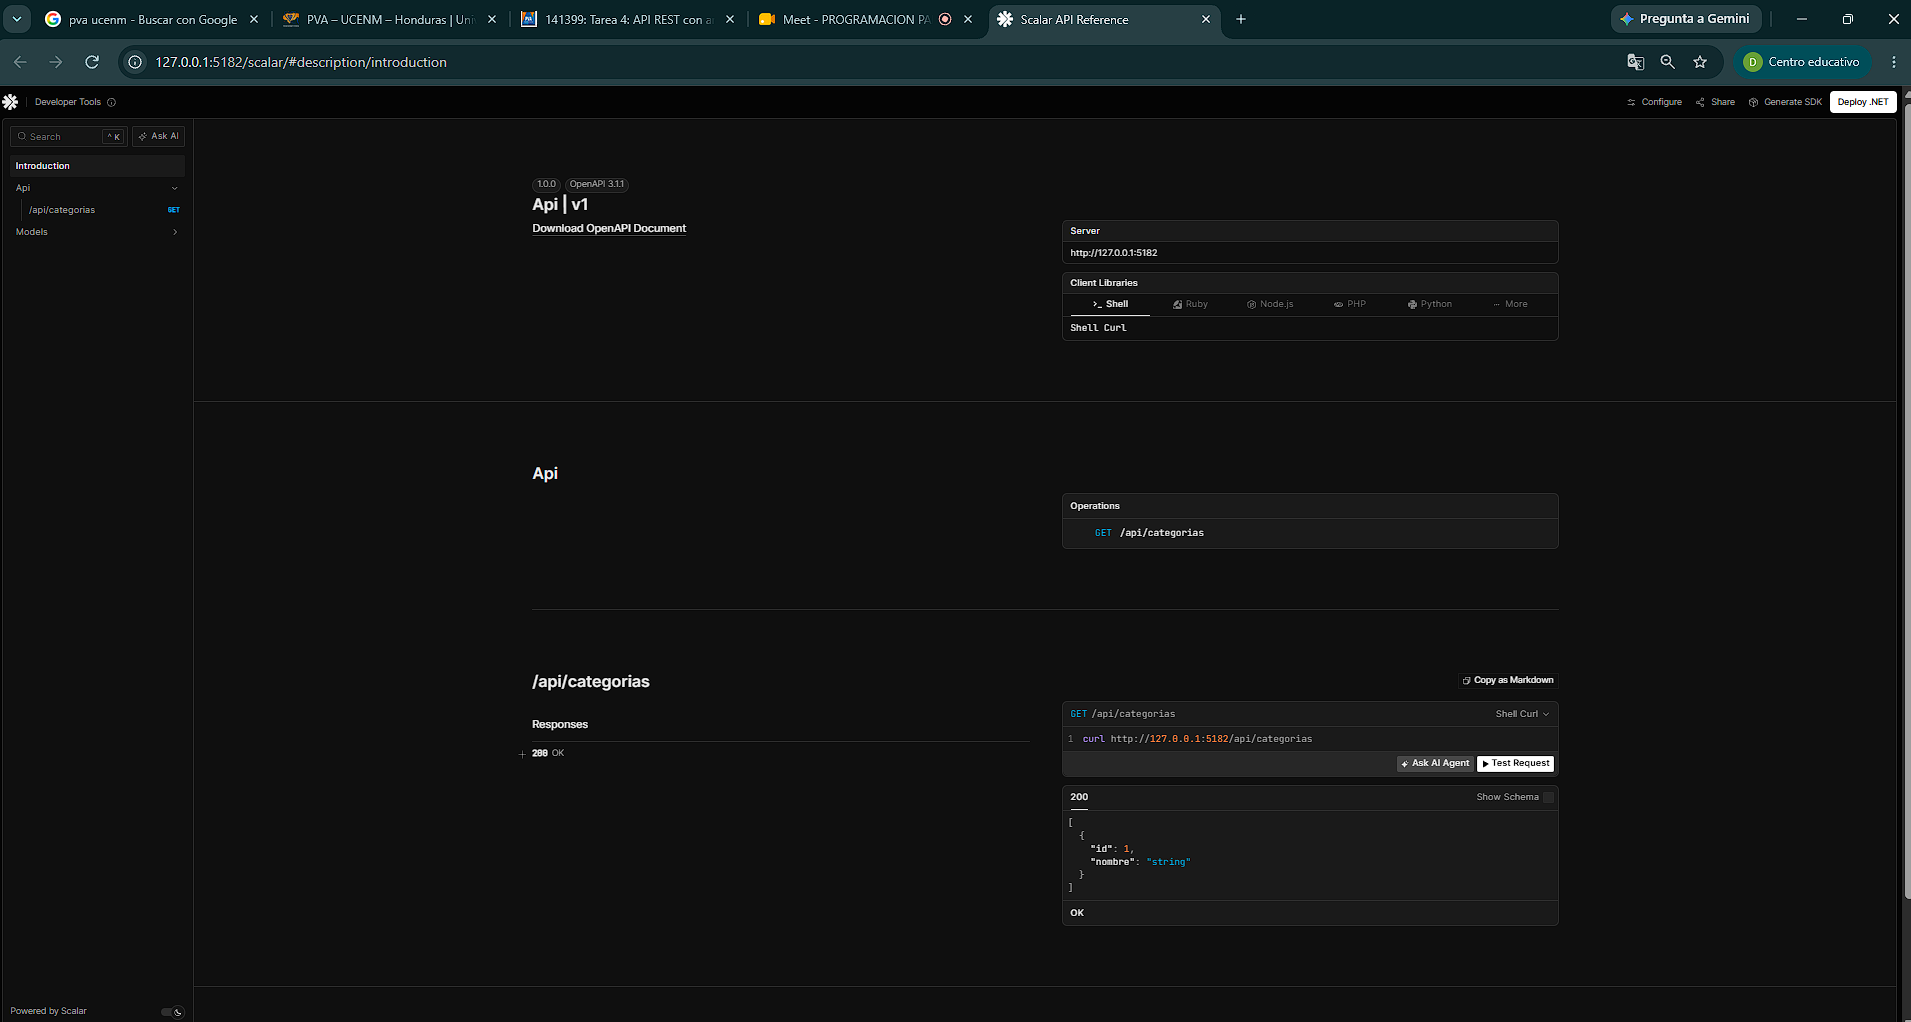 pva ucenm - Buscar con Google
PVA – UCENM – Honduras | Uni
141399: Tarea 4: API REST con a
Meet - PROGRAMACION PA
Scalar API Reference
Pregunta a Gemini
127.0.0.1:5182/scalar/#description/introduction
D Centro educativo
Developer Tools
Configure
Share
Generate SDK
Deploy .NET
Search
^ K
Ask AI
Introduction
Api
/api/categorias GET
Models
1.0.0 OpenAPI 3.1.1
Api | v1
Download OpenAPI Document
Server
http://127.0.0.1:5182
Client Libraries
>_ Shell
Ruby
Node.js
PHP
Python
··· More
Shell Curl
Api
Operations
GET /api/categorias
/api/categorias
Copy as Markdown
Responses
200 OK
GET /api/categorias Shell Curl
1 curl http://127.0.0.1:5182/api/categorias
Ask AI Agent
Test Request
200 Show Schema
[
{
"id": 1,
"nombre": "string"
}
]
OK
Powered by Scalar